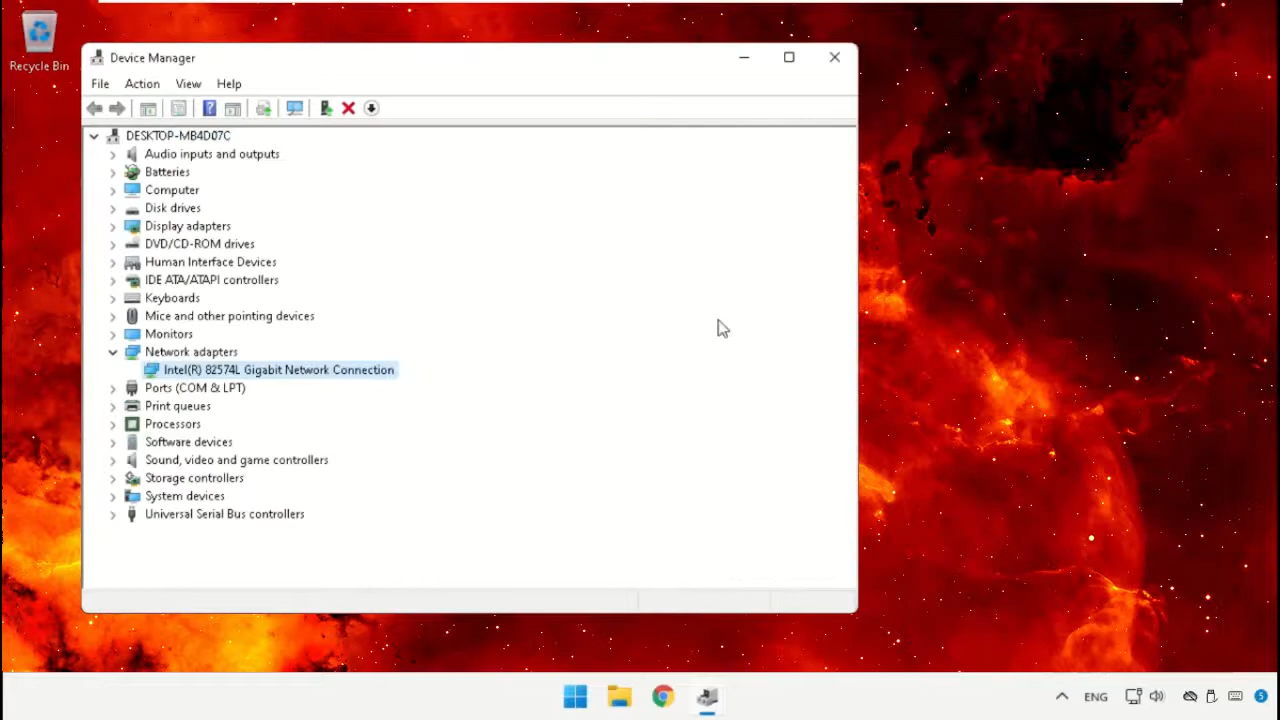 Recycle Bin
Device Manager
File Action View Help
DESKTOP-MB4D07C
Audio inputs and outputs
Batteries
Computer
Disk drives
Display adapters
DVD/CD-ROM drives
Human Interface Devices
IDE ATA/ATAPI controllers
Keyboards
Mice and other pointing devices
Monitors
Network adapters
Intel(R) 82574L Gigabit Network Connection
Ports (COM & LPT)
Print queues
Processors
Software devices
Sound, video and game controllers
Storage controllers
System devices
Universal Serial Bus controllers
ENG
5